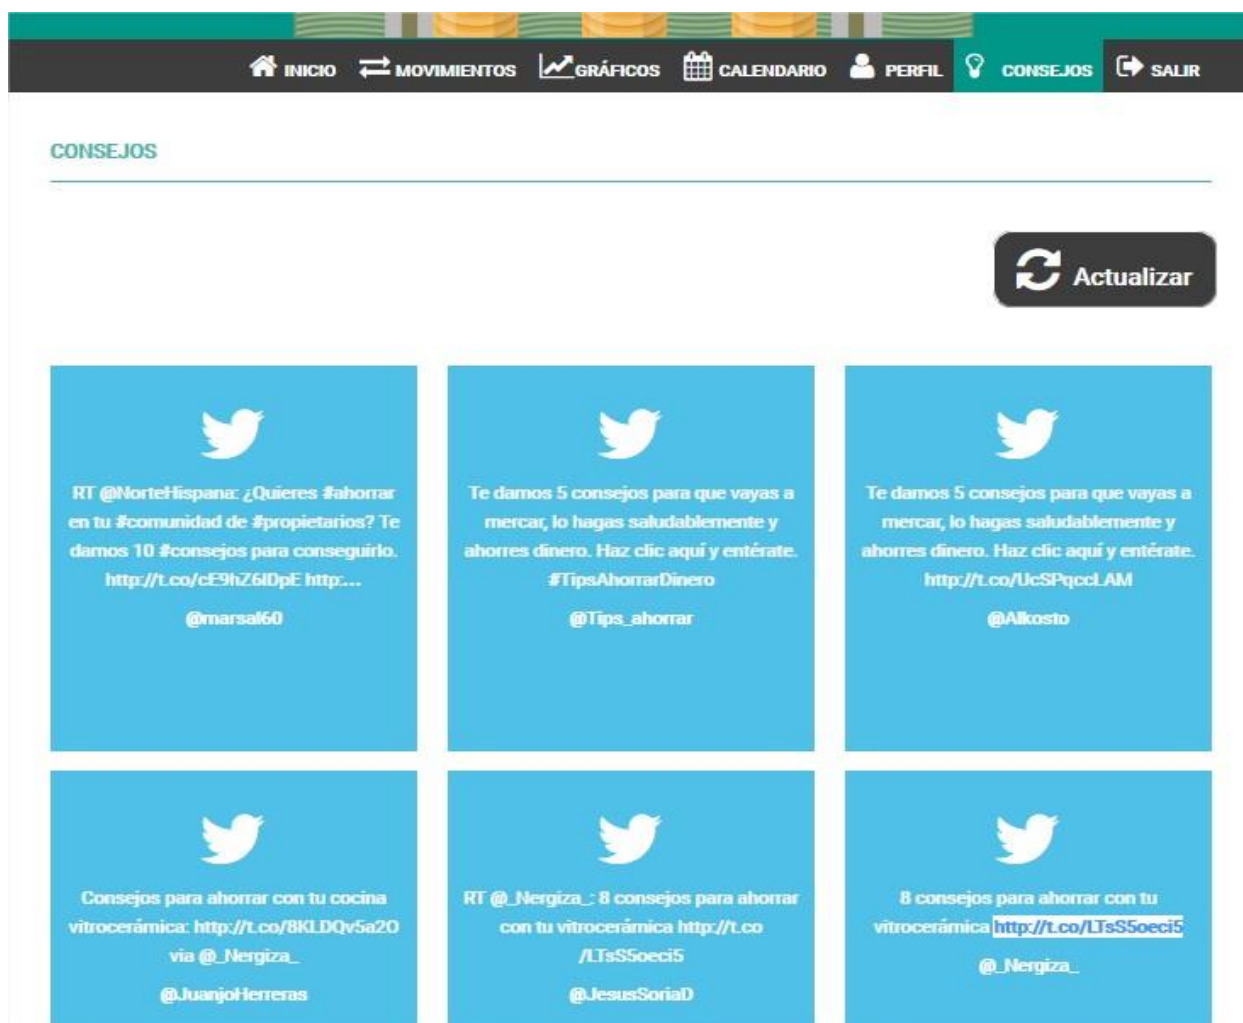 INICIO MOVIMIENTOS GRÁFICOS CALENDARIO PERFIL CONSEJOS SALIR
CONSEJOS
Actualizar
RT @NorteHispana: ¿Quieres #ahorrar
en tu #comunidad de #propietarios? Te
damos 10 #consejos para conseguirlo.
http://t.co/cE9hZ6IDpE http:...
@marsal60
Te damos 5 consejos para que vayas a
mercar, lo hagas saludablemente y
ahorres dinero. Haz clic aquí y entérate.
#TipsAhorrarDinero
@Tips_ahorrar
Te damos 5 consejos para que vayas a
mercar, lo hagas saludablemente y
ahorres dinero. Haz clic aquí y entérate.
http://t.co/UcSPqccLAM
@Alkosto
Consejos para ahorrar con tu cocina
vitrocerámica: http://t.co/8KLDQv5a2O
via @_Nergiza_
@JuanjoHerreras
RT @_Nergiza_: 8 consejos para ahorrar
con tu vitrocerámica http://t.co
/LTsS5oeci5
@JesusSoriaD
8 consejos para ahorrar con tu
vitrocerámica http://t.co/LTsS5oeci5
@_Nergiza_